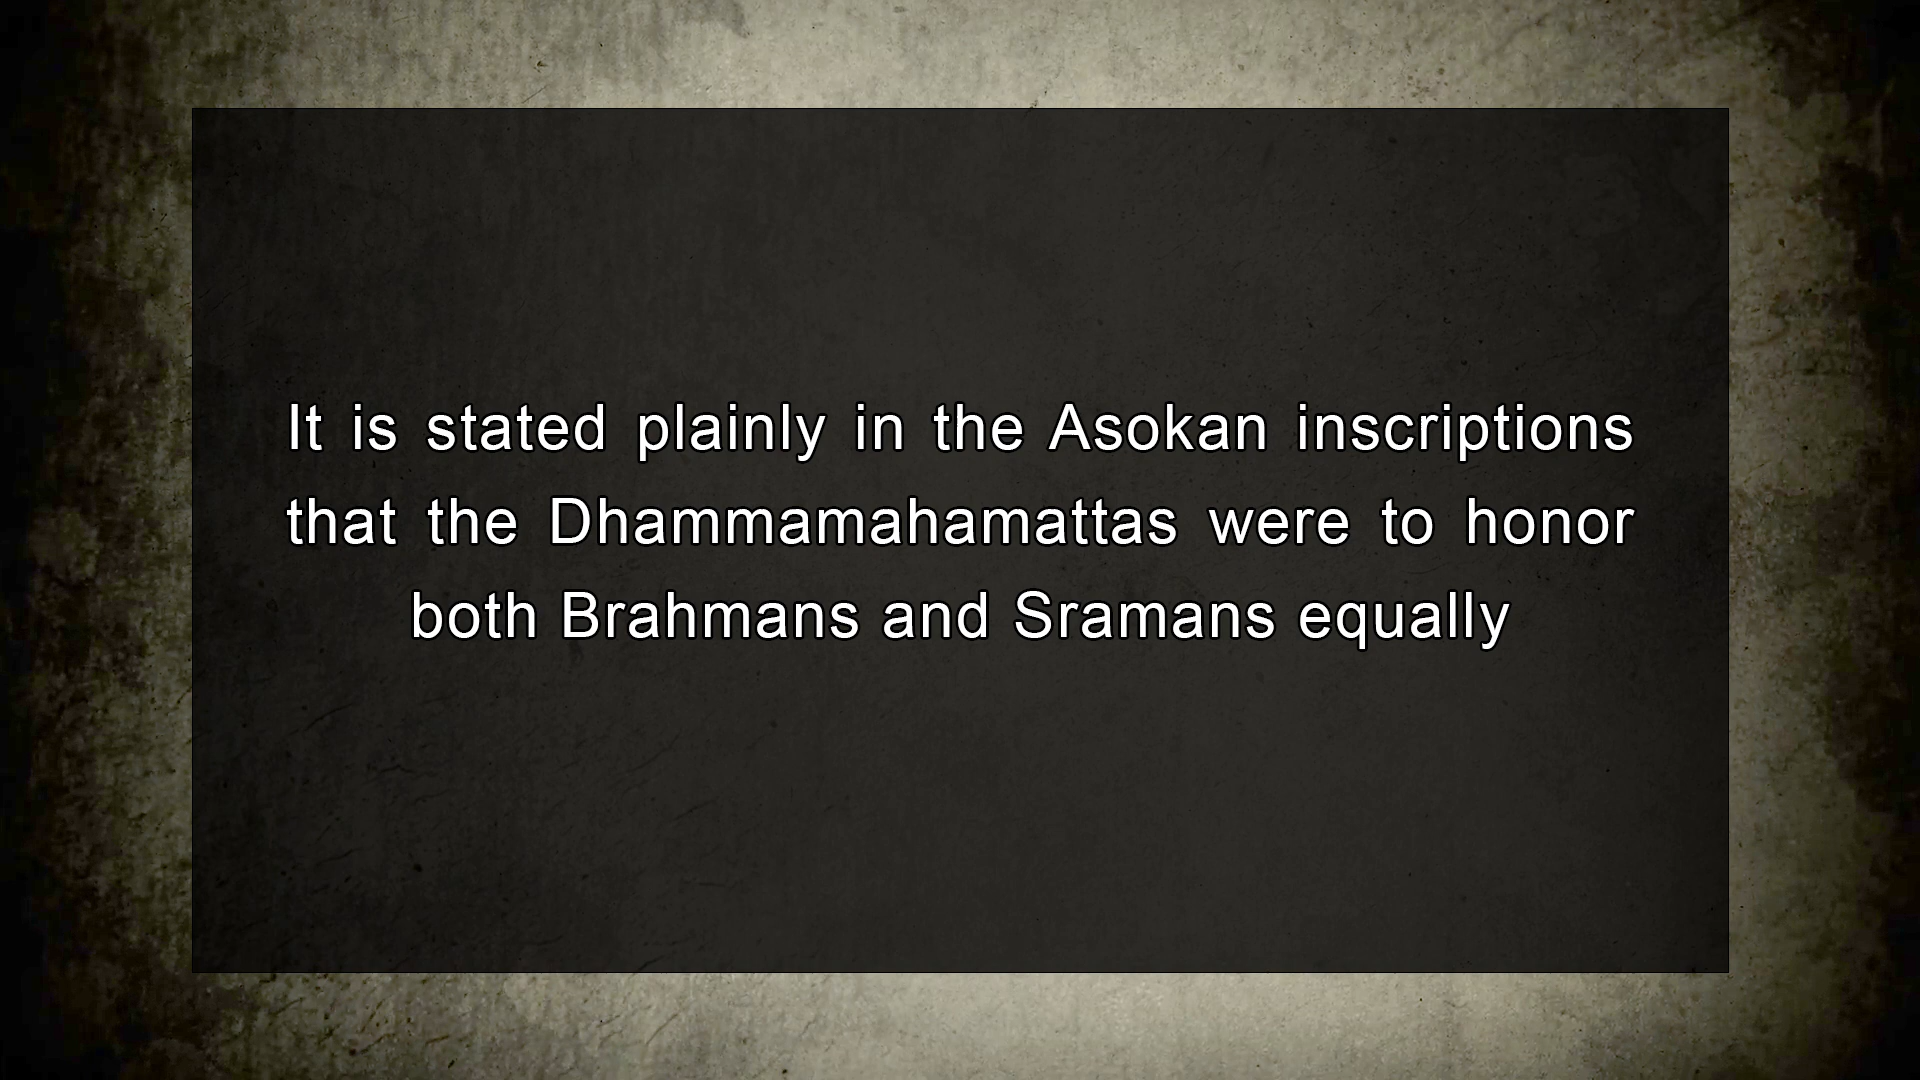 It is stated plainly in the Asokan inscriptions
that the Dhammamahamattas were to honor
both Brahmans and Sramans equally